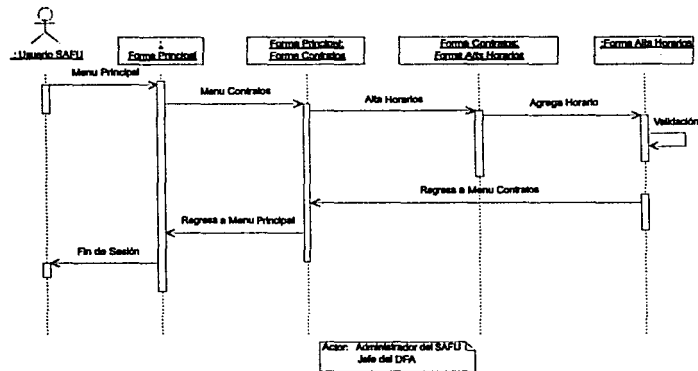 : Usuario SAFU
:
Forma Principal
Forma Principal:
Forma Contratos
Forma Contratos:
Forma Alta Horarios
:Forma Alta Horarios
Menu Principal
Menu Contratos
Alta Horarios
Agrega Horario
Validación
Regresa a Menu Contratos
Regresa a Menu Principal
Fin de Sesión
Actor: Administrador del SAFU
Jefe del DFA